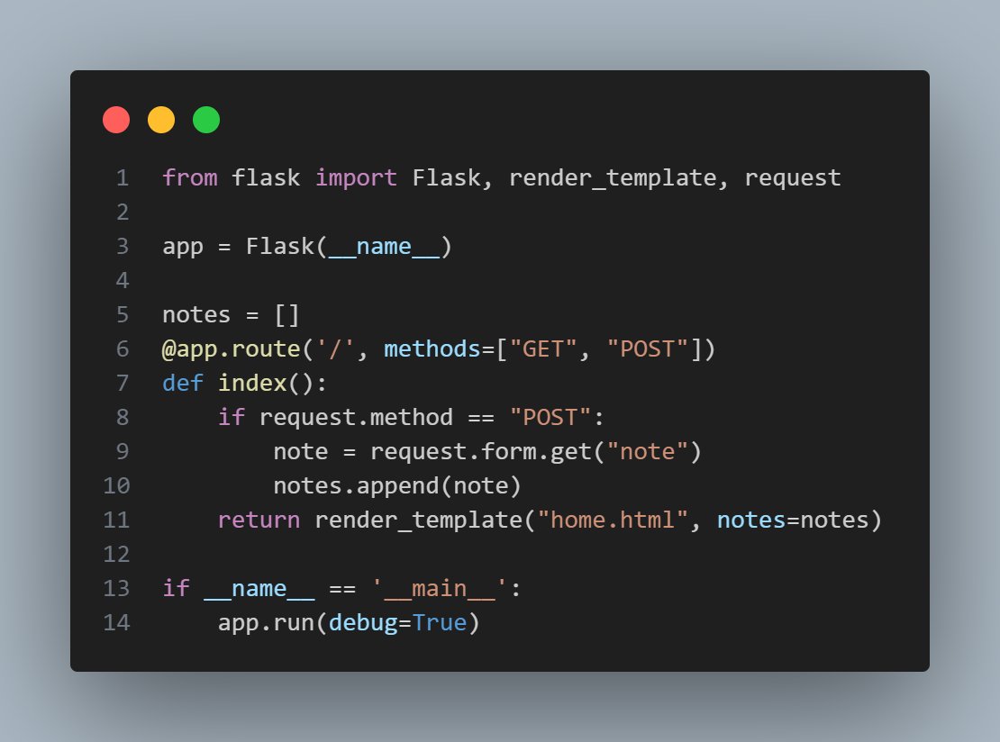 1 from flask import Flask, render_template, request
2
3 app = Flask(__name__)
4
5 notes = []
6 @app.route('/', methods=["GET", "POST"])
7 def index():
8     if request.method == "POST":
9         note = request.form.get("note")
10         notes.append(note)
11     return render_template("home.html", notes=notes)
12
13 if __name__ == '__main__':
14     app.run(debug=True)